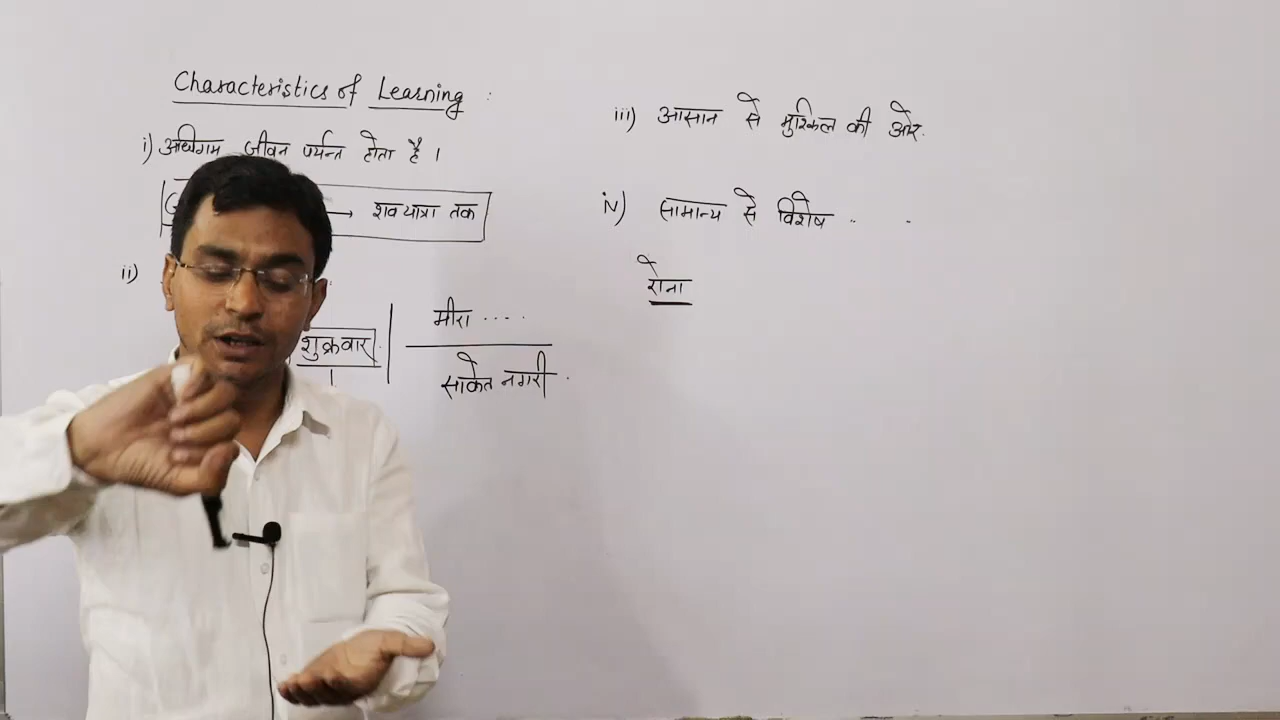 Characteristics of Learning :
i) अधिगम जीवन पर्यन्त होता है ।
→ शवयात्रा तक
ii)
शुक्रवार
मीरा ....
साकेत नगरी .
iii) आसान से मुश्किल की ओर.
iv) सामान्य से विशेष . .
रोना